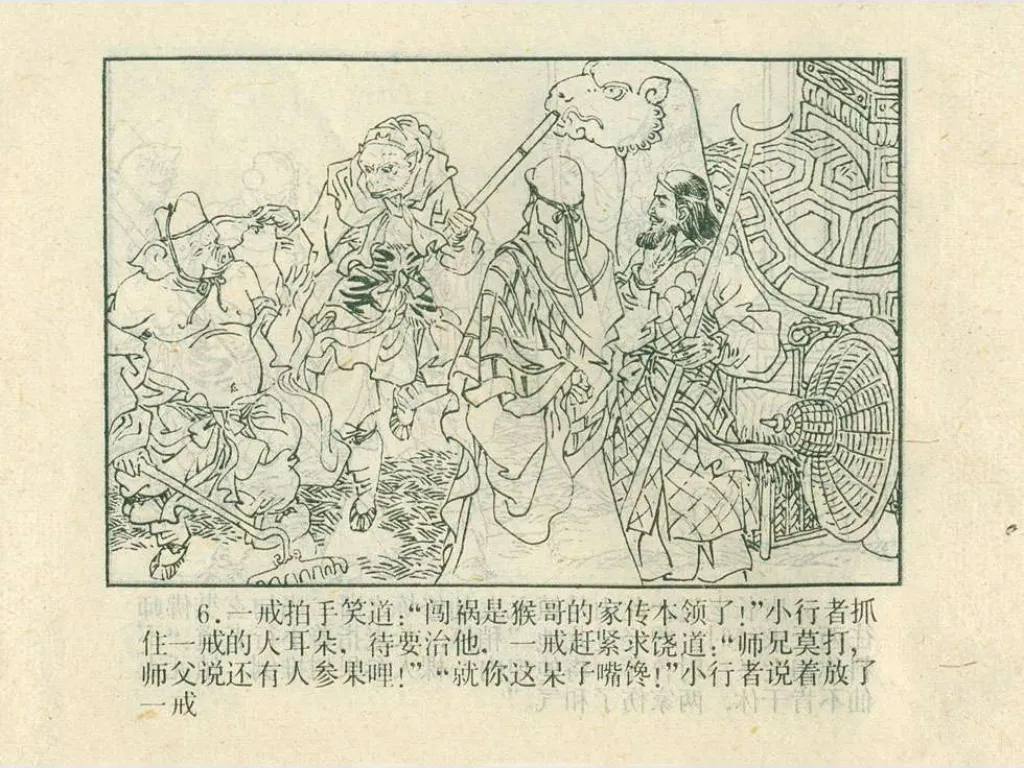 6. 一戒拍手笑道：“闯祸是猴哥的家传本领了！”小行者抓
住一戒的大耳朵，待要治他，一戒赶紧求饶道：“师兄莫打，
师父说还有人参果哩！”“就你这呆子嘴馋！”小行者说着放了
一戒